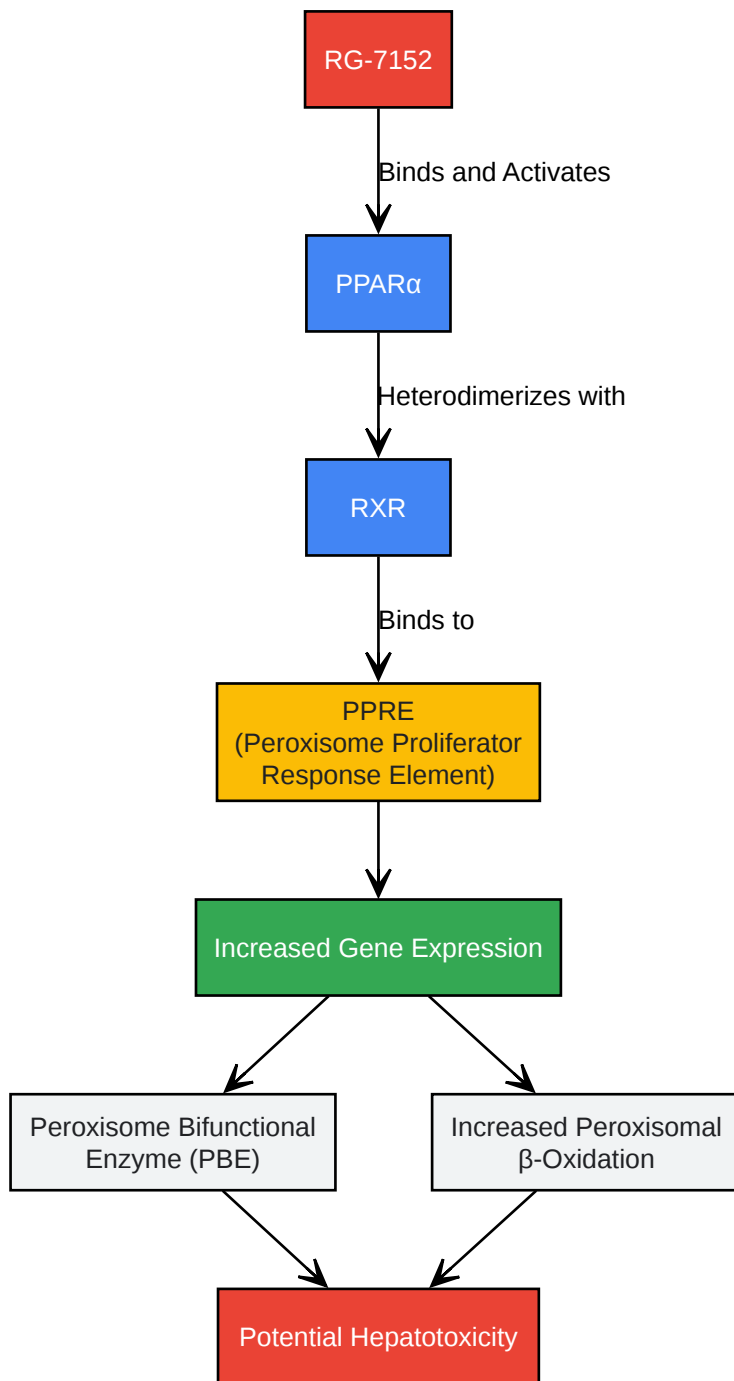 RG-7152
Binds and Activates
PPARα
Heterodimerizes with
RXR
Binds to
PPRE
(Peroxisome Proliferator
Response Element)
Increased Gene Expression
Peroxisome Bifunctional
Enzyme (PBE)
Increased Peroxisomal
β-Oxidation
Potential Hepatotoxicity